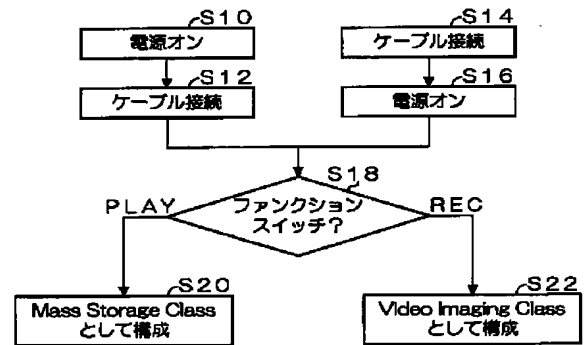 S10
電源オン
S12
ケーブル接続
S14
ケーブル接続
S16
電源オン
S18
ファンクション
スイッチ?
PLAY
REC
S20
Mass Storage Class
として構成
S22
Video Imaging Class
として構成